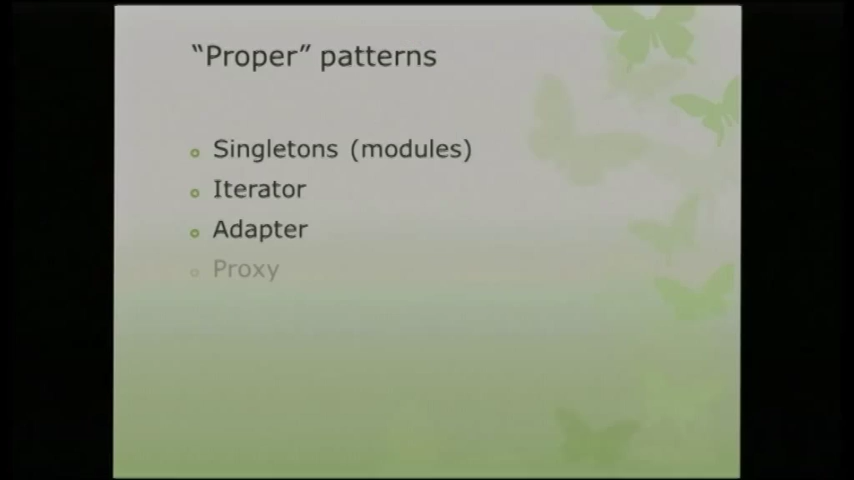 “Proper” patterns
Singletons (modules)
Iterator
Adapter
Proxy